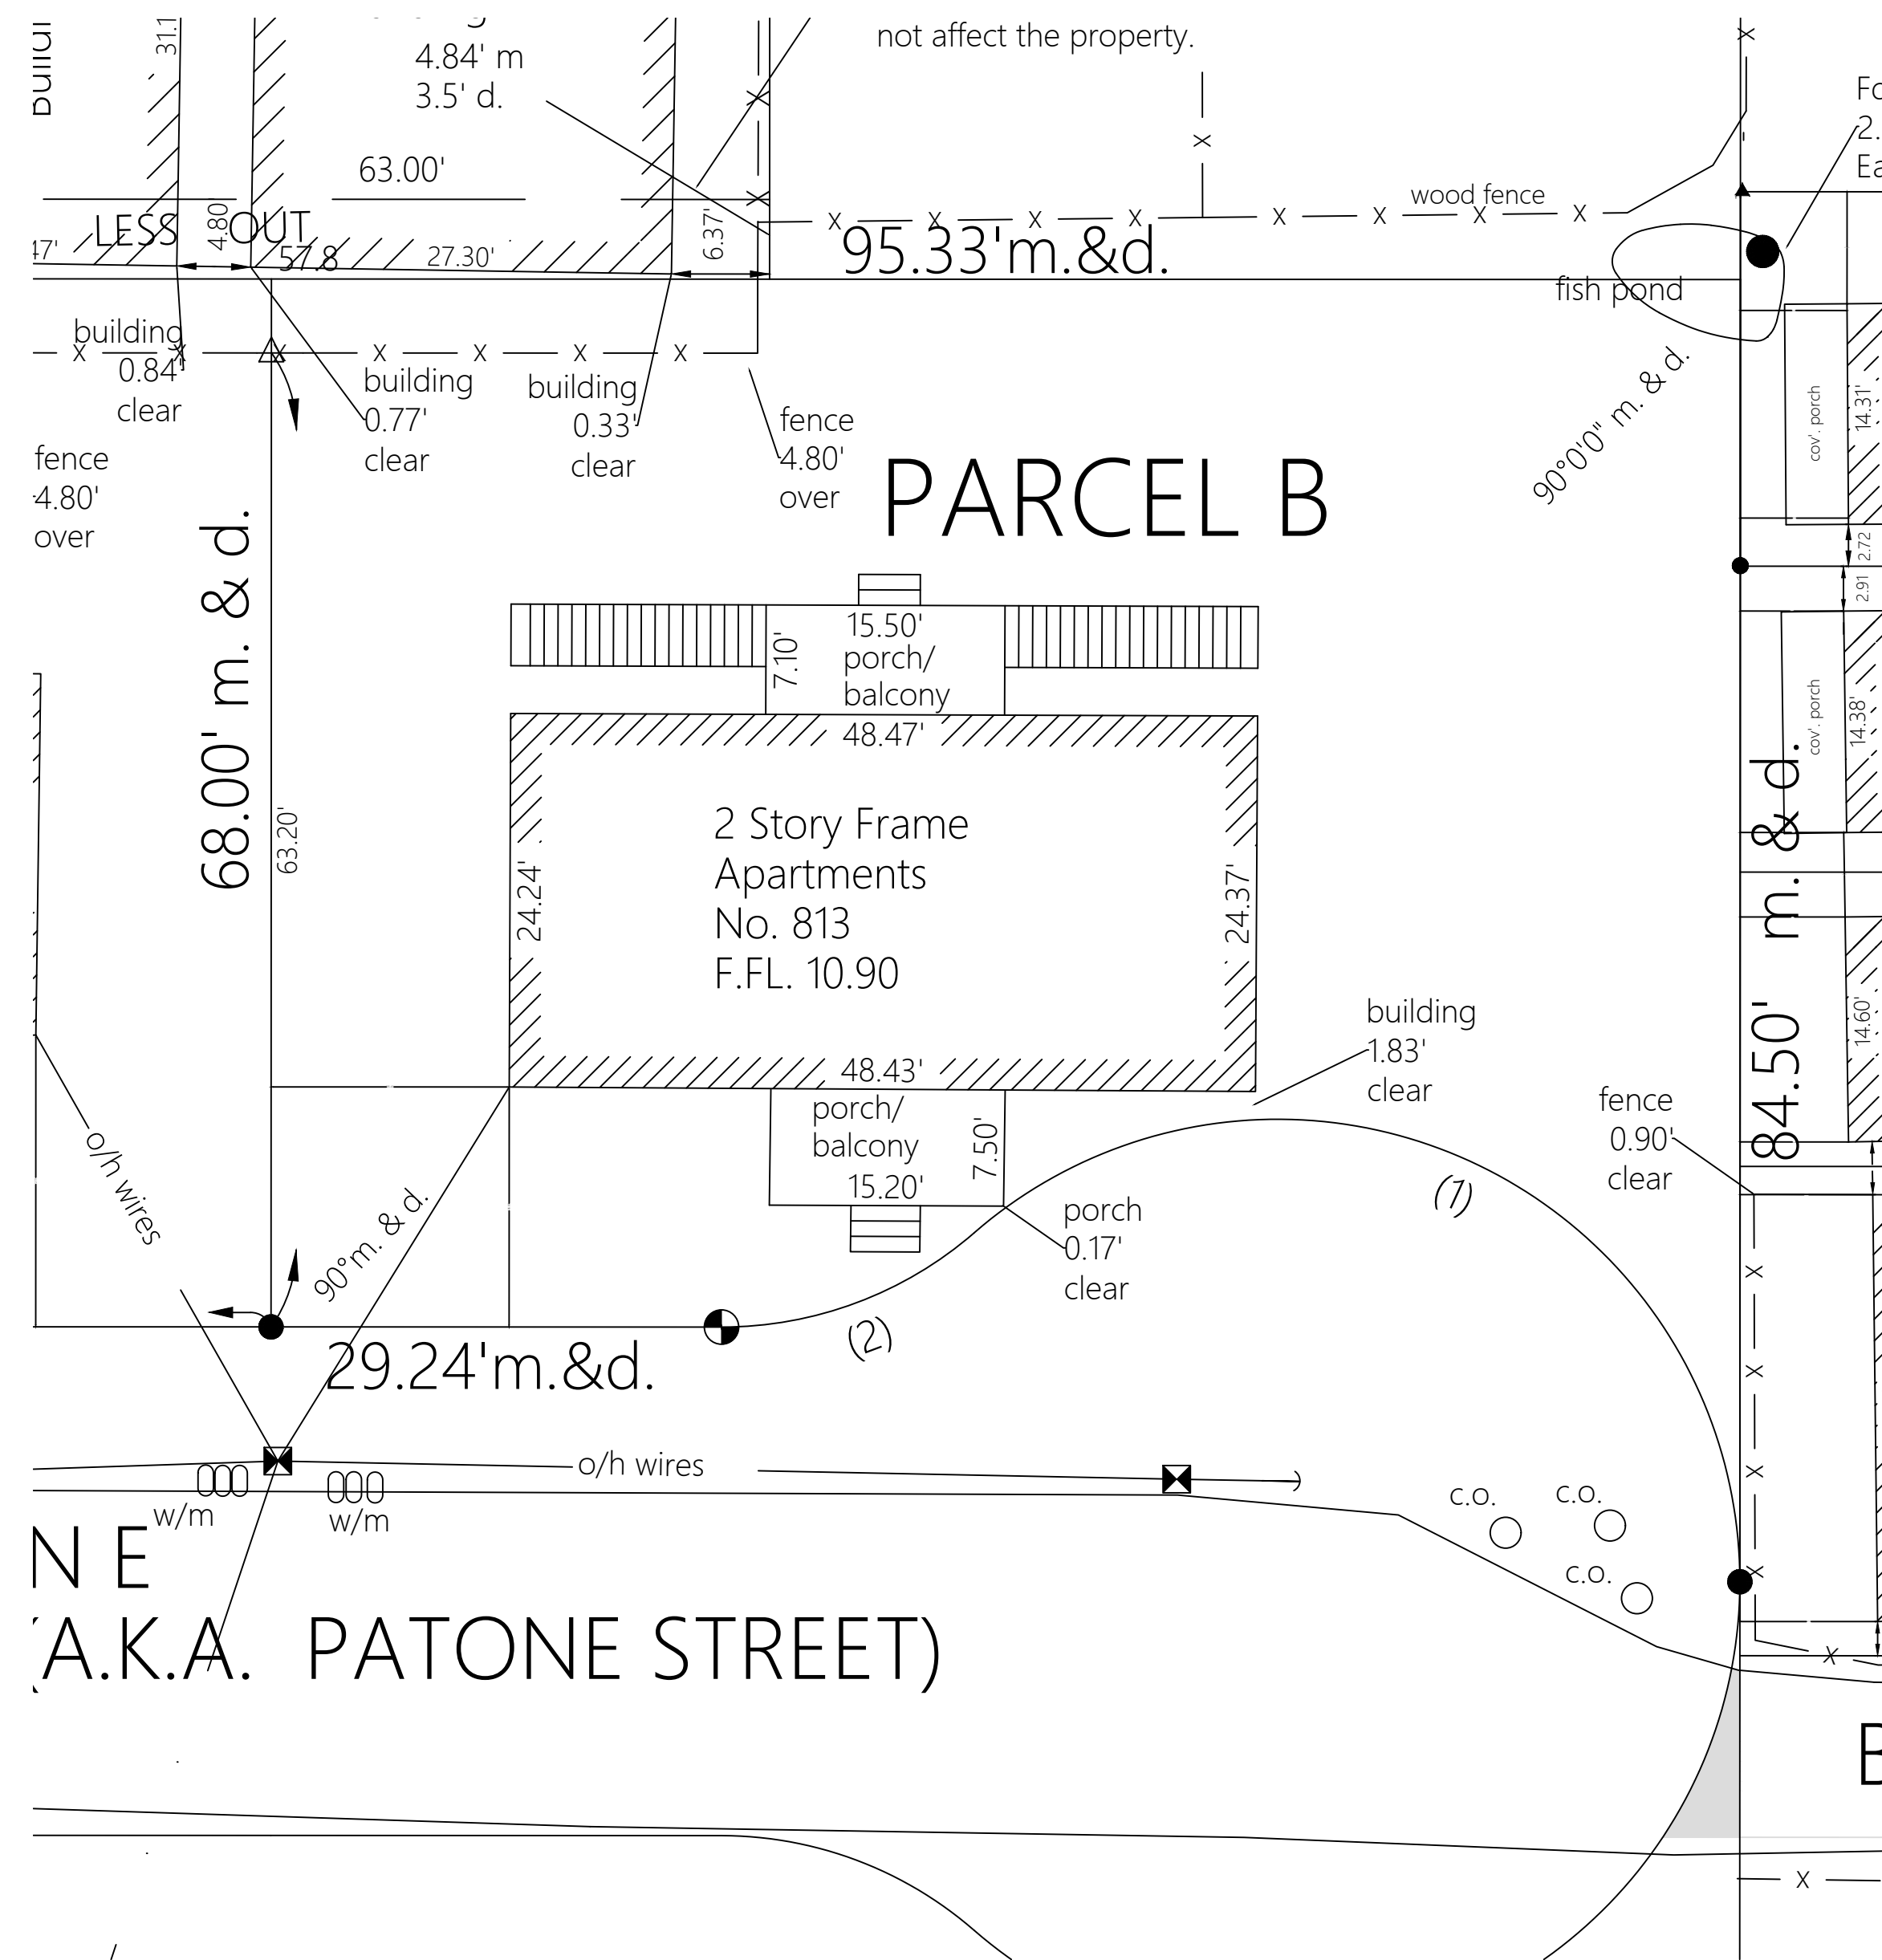 31.1
4.84' m
3.5' d.
not affect the property.
X
X
X
X
X
63.00'
wood fence
LESS OUT
4.80'
6.37'
X X X X X X X X
47'
57.8
27.30'
95.33'm.&d.
fish pond
building
0.84'
clear
X X X X X X X
building
0.77'
clear
building
0.33'
clear
fence
4.80'
over
fence
4.80'
over
90°0'0" m. & d.
cov'. porch
14.31'
PARCEL B
68.00' m. & d.
63.20'
2.72
2.91
15.50'
7.10'
porch/
balcony
cov'. porch
14.38'
48.47'
2 Story Frame
Apartments
No. 813
F.FL. 10.90
24.24'
24.37'
48.43'
84.50' m. & d.
14.60'
building
1.83'
clear
fence
0.90'
clear
porch/
balcony
15.20'
7.50'
o/h wires
90°m. & d.
porch
0.17'
clear
(1)
(2)
29.24'm.&d.
X
X
X
X
X
X
o/h wires
w/m
w/m
c.o.
c.o.
c.o.
N E
(A.K.A. PATONE STREET)